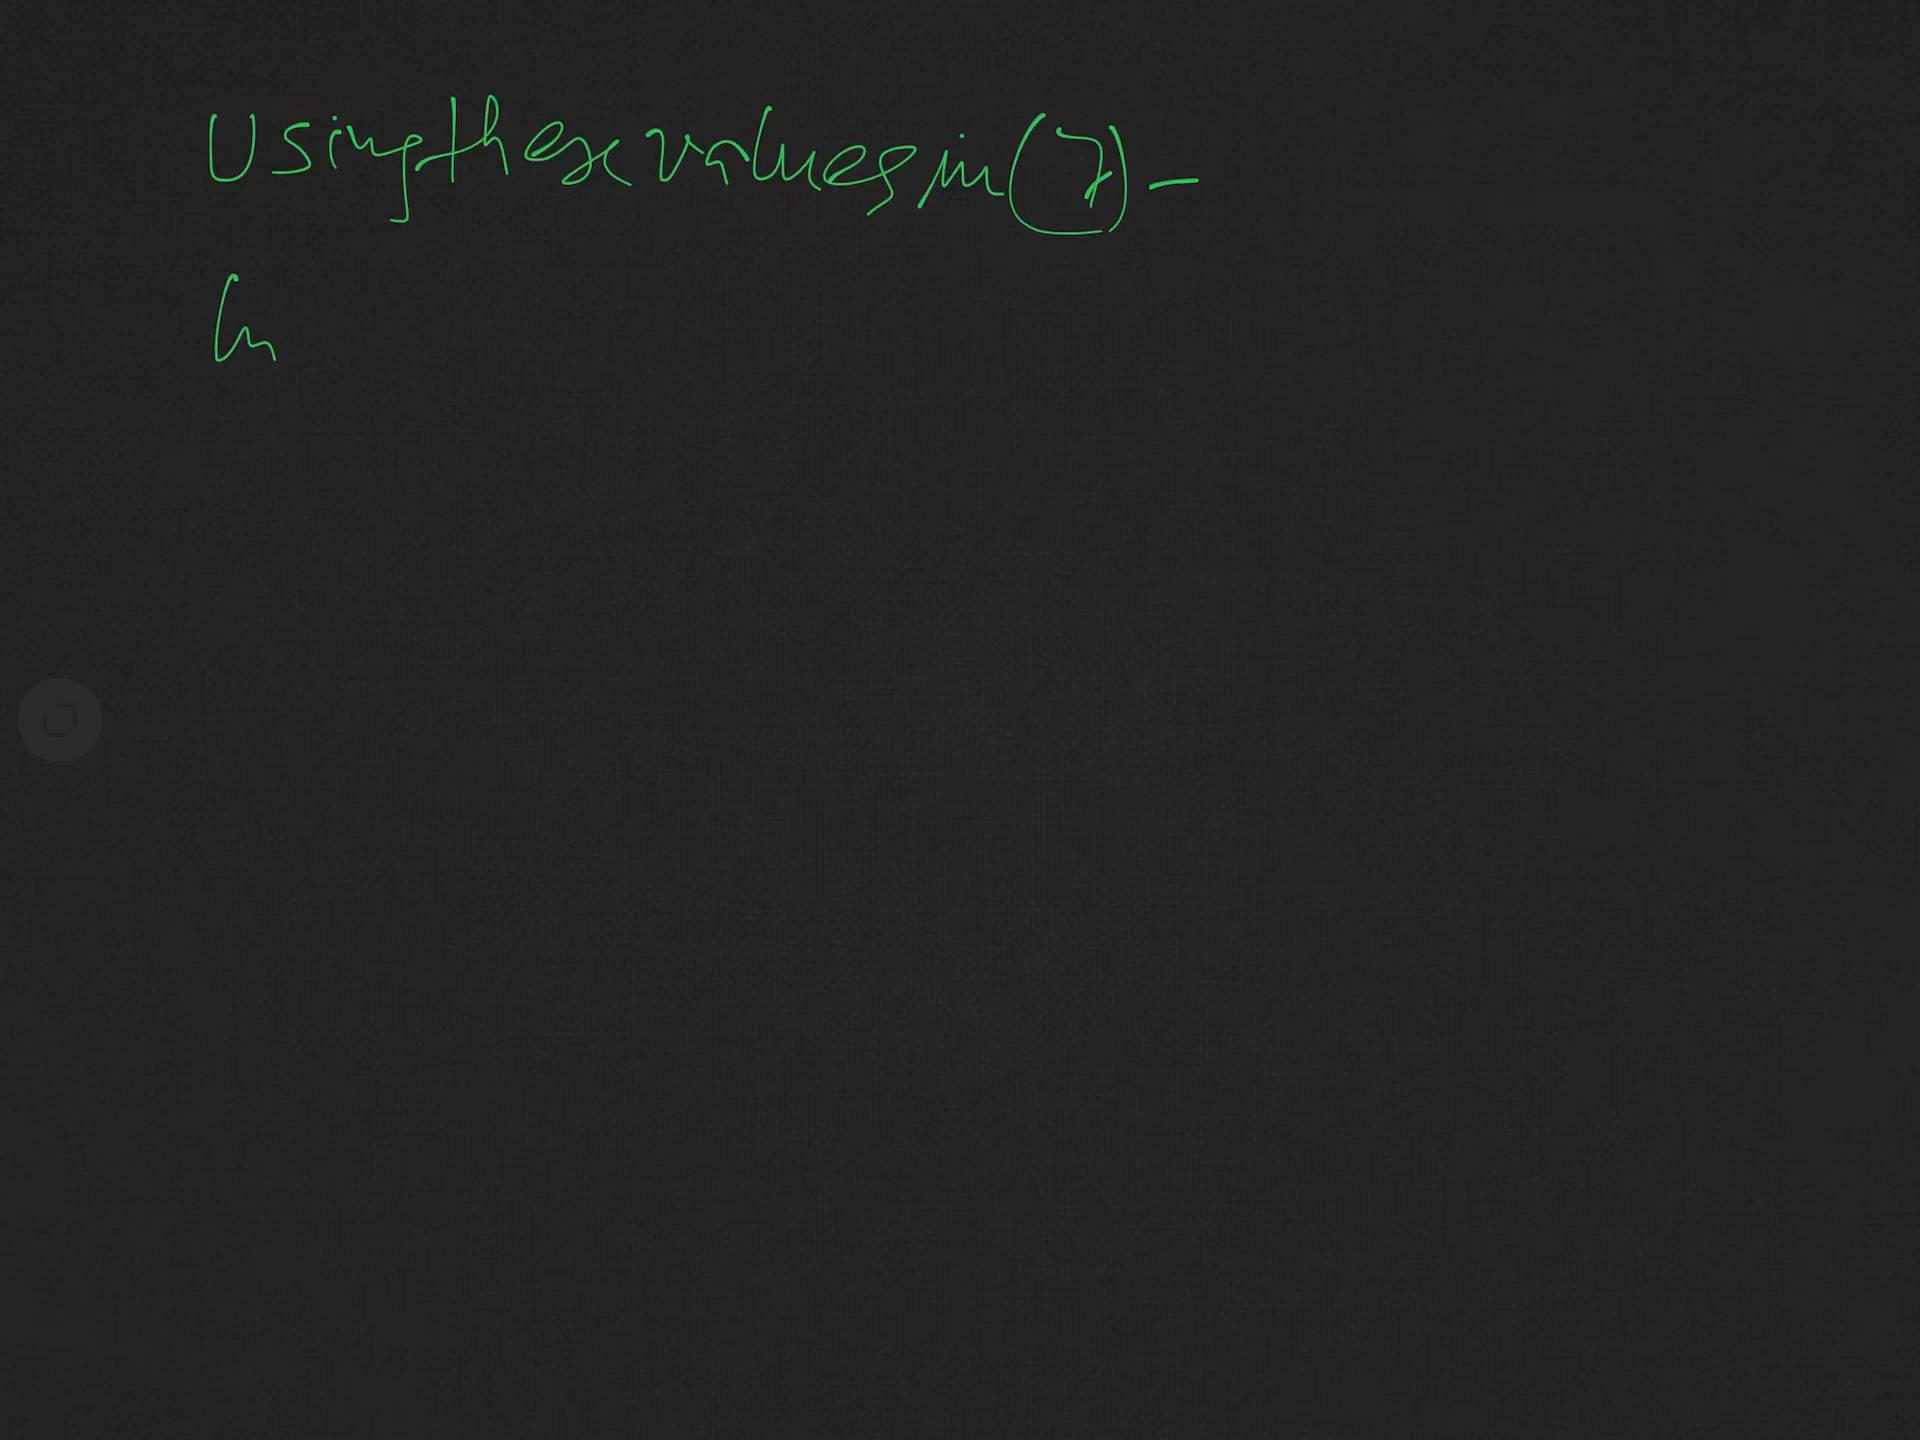 Using these values in (7) -